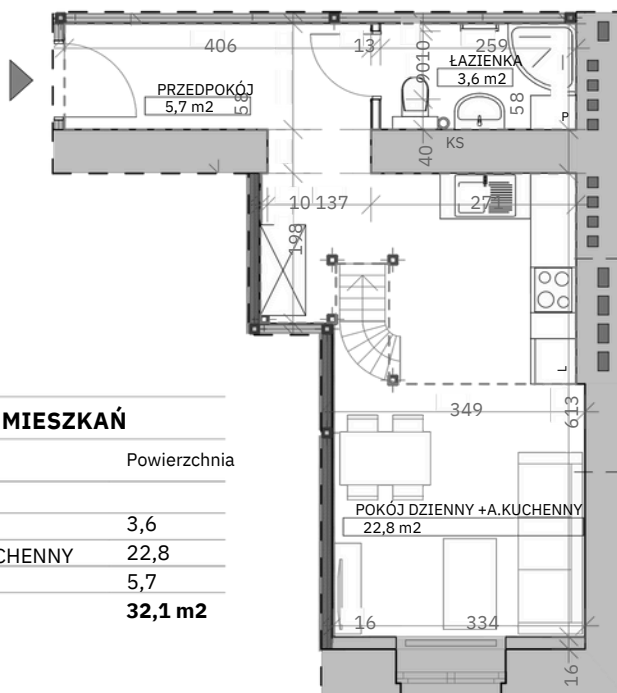 406
13
259
ŁAZIENKA
3,6 m2
PRZEDPOKÓJ
5,7 m2
58
9010
58
P
KS
40
10 137
271
198
L
349
613
MIESZKAŃ
Powierzchnia
3,6
CHENNY 22,8
5,7
32,1 m2
POKÓJ DZIENNY +A.KUCHENNY
22,8 m2
16
334
16